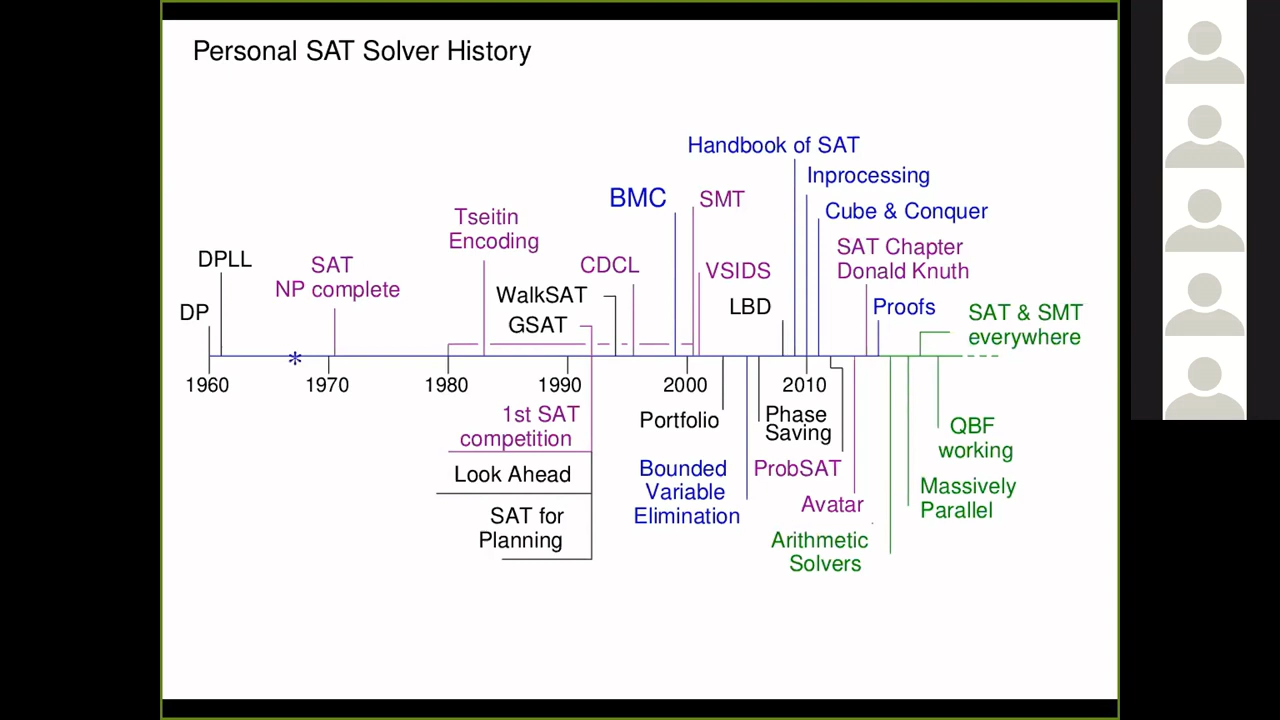 Personal SAT Solver History
Handbook of SAT
Inprocessing
BMC
SMT
Cube & Conquer
Tseitin
Encoding
SAT Chapter
Donald Knuth
DPLL
SAT
NP complete
CDCL
VSIDS
WalkSAT
GSAT
LBD
Proofs
SAT & SMT
everywhere
DP
*
1960
1970
1980
1990
2000
2010
1st SAT
competition
Look Ahead
SAT for
Planning
Portfolio
Phase
Saving
Bounded
Variable
Elimination
ProbSAT
Avatar
Arithmetic
Solvers
QBF
working
Massively
Parallel